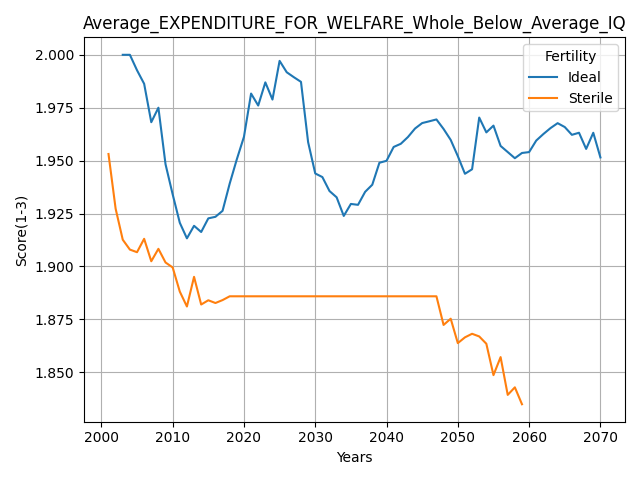 Average_EXPENDITURE_FOR_WELFARE_Whole_Below_Average_IQ
Fertility
Ideal
Sterile
Score(1-3)
2.000
1.975
1.950
1.925
1.900
1.875
1.850
2000 2010 2020 2030 2040 2050 2060 2070
Years